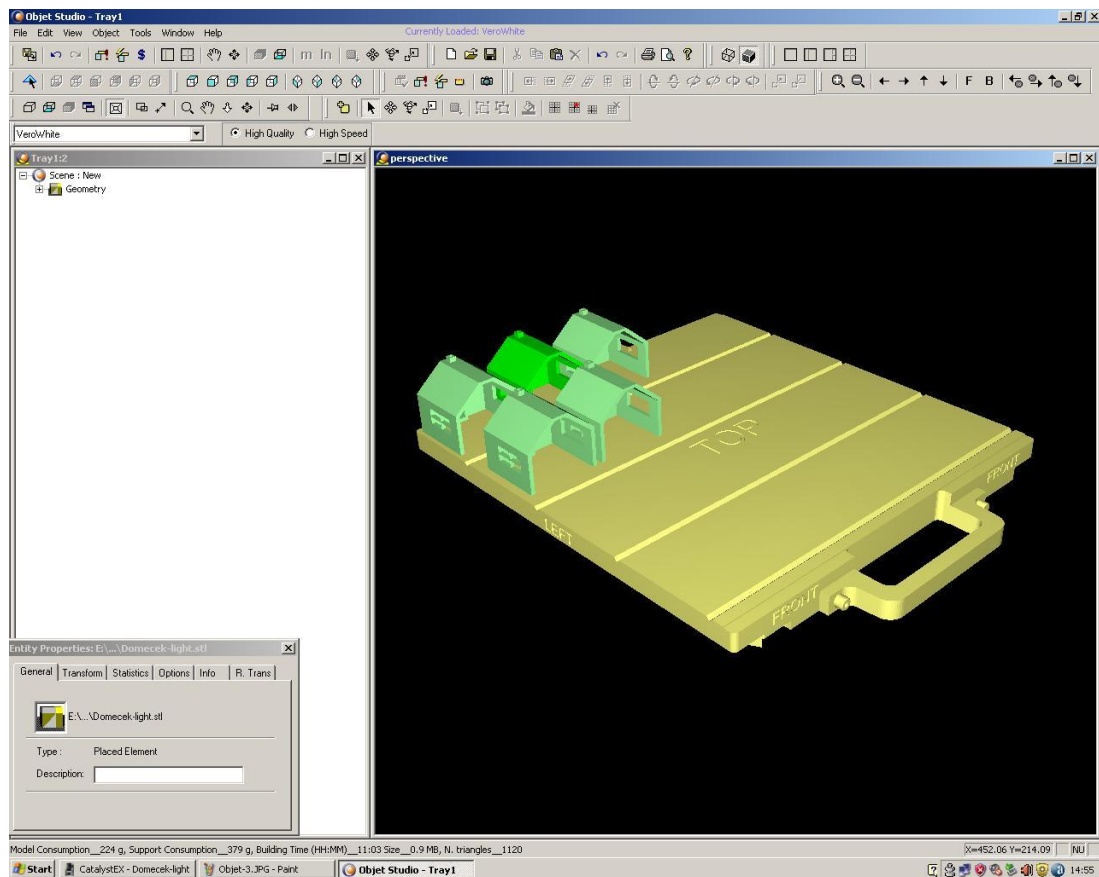 Objet Studio - Tray1
File Edit View Object Tools Window Help
Currently Loaded: VeroWhite
m In
F B
VeroWhite
High Quality High Speed
Tray1:2
perspective
Scene : New
Geometry
TOP
LEFT
FRONT
FRONT
Entity Properties: E:\...\Domecek-light.stl
General Transform Statistics Options Info R. Trans
E:\...\Domecek-light.stl
Type : Placed Element
Description:
Model Consumption__224 g, Support Consumption__379 g, Building Time (HH:MM)__11:03 Size__0.9 MB, N. triangles__1120
X=452.06 Y=214.09 NU
Start CatalystEX - Domecek-light Objet-3.JPG - Paint Objet Studio - Tray1 14:55